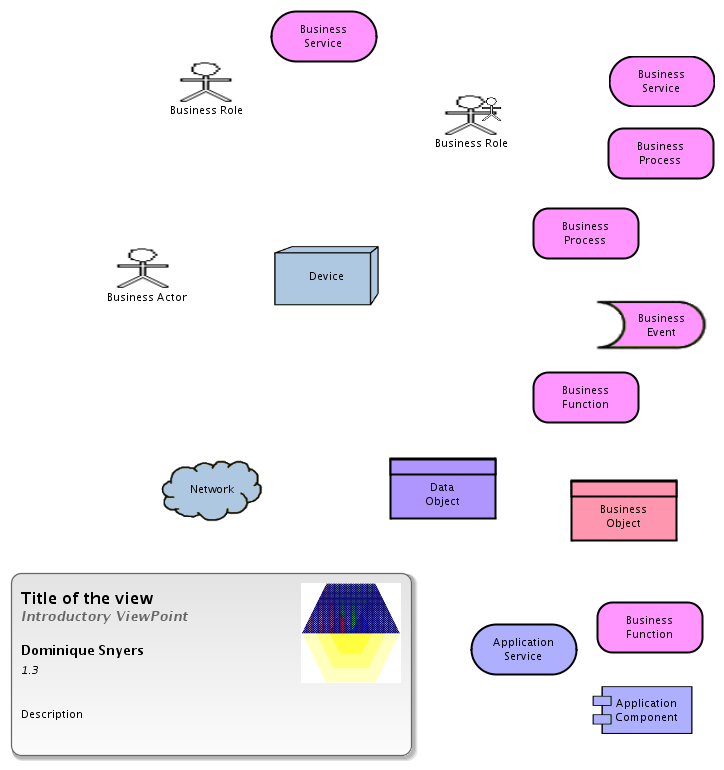 Business
Service
Business
Service
Business Role
Business Role
Business
Process
Business
Process
Device
Business Actor
Business
Event
Business
Function
Network
Data
Object
Business
Object
Title of the view
Introductory ViewPoint
Dominique Snyers
1.3
Description
Business
Function
Application
Service
Application
Component